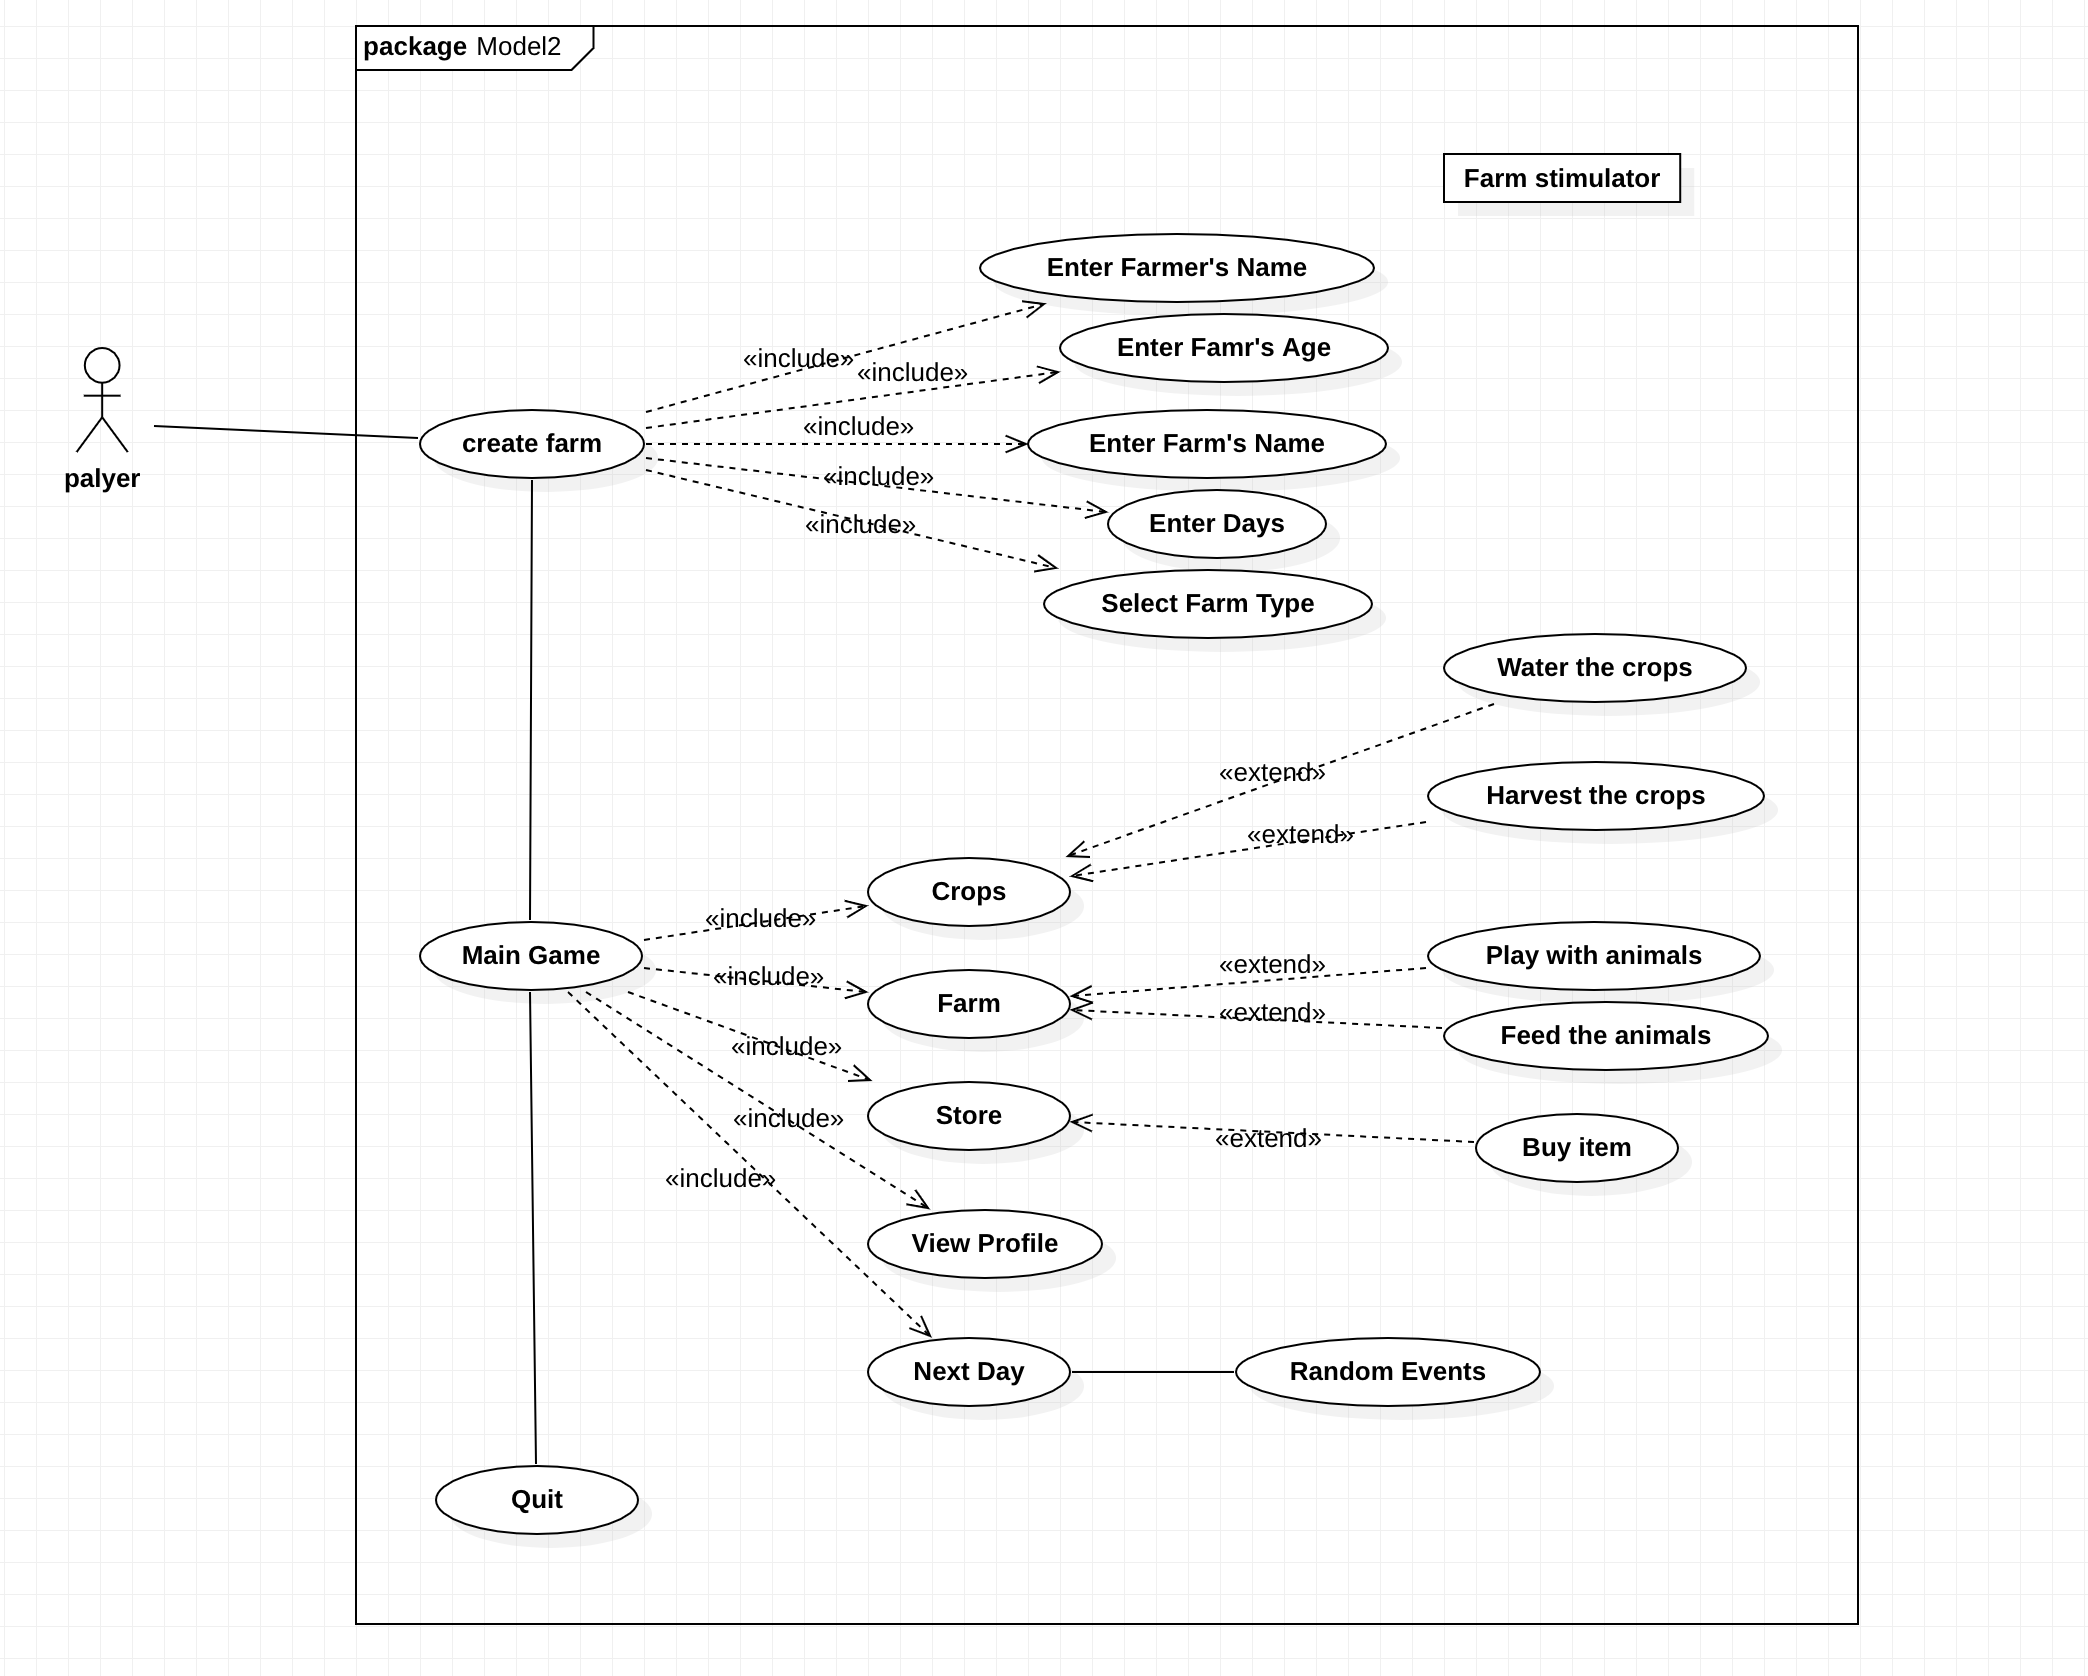 package Model2
Farm stimulator
Enter Farmer's Name
«include»
Enter Famr's Age
«include»
palyer
create farm
«include»
Enter Farm's Name
«include»
Enter Days
«include»
Select Farm Type
Water the crops
«extend»
Harvest the crops
«extend»
Crops
«include»
Main Game
Play with animals
«extend»
«include»
Farm
«extend»
Feed the animals
«include»
Store
«include»
«extend»
Buy item
«include»
View Profile
Next Day
Random Events
Quit